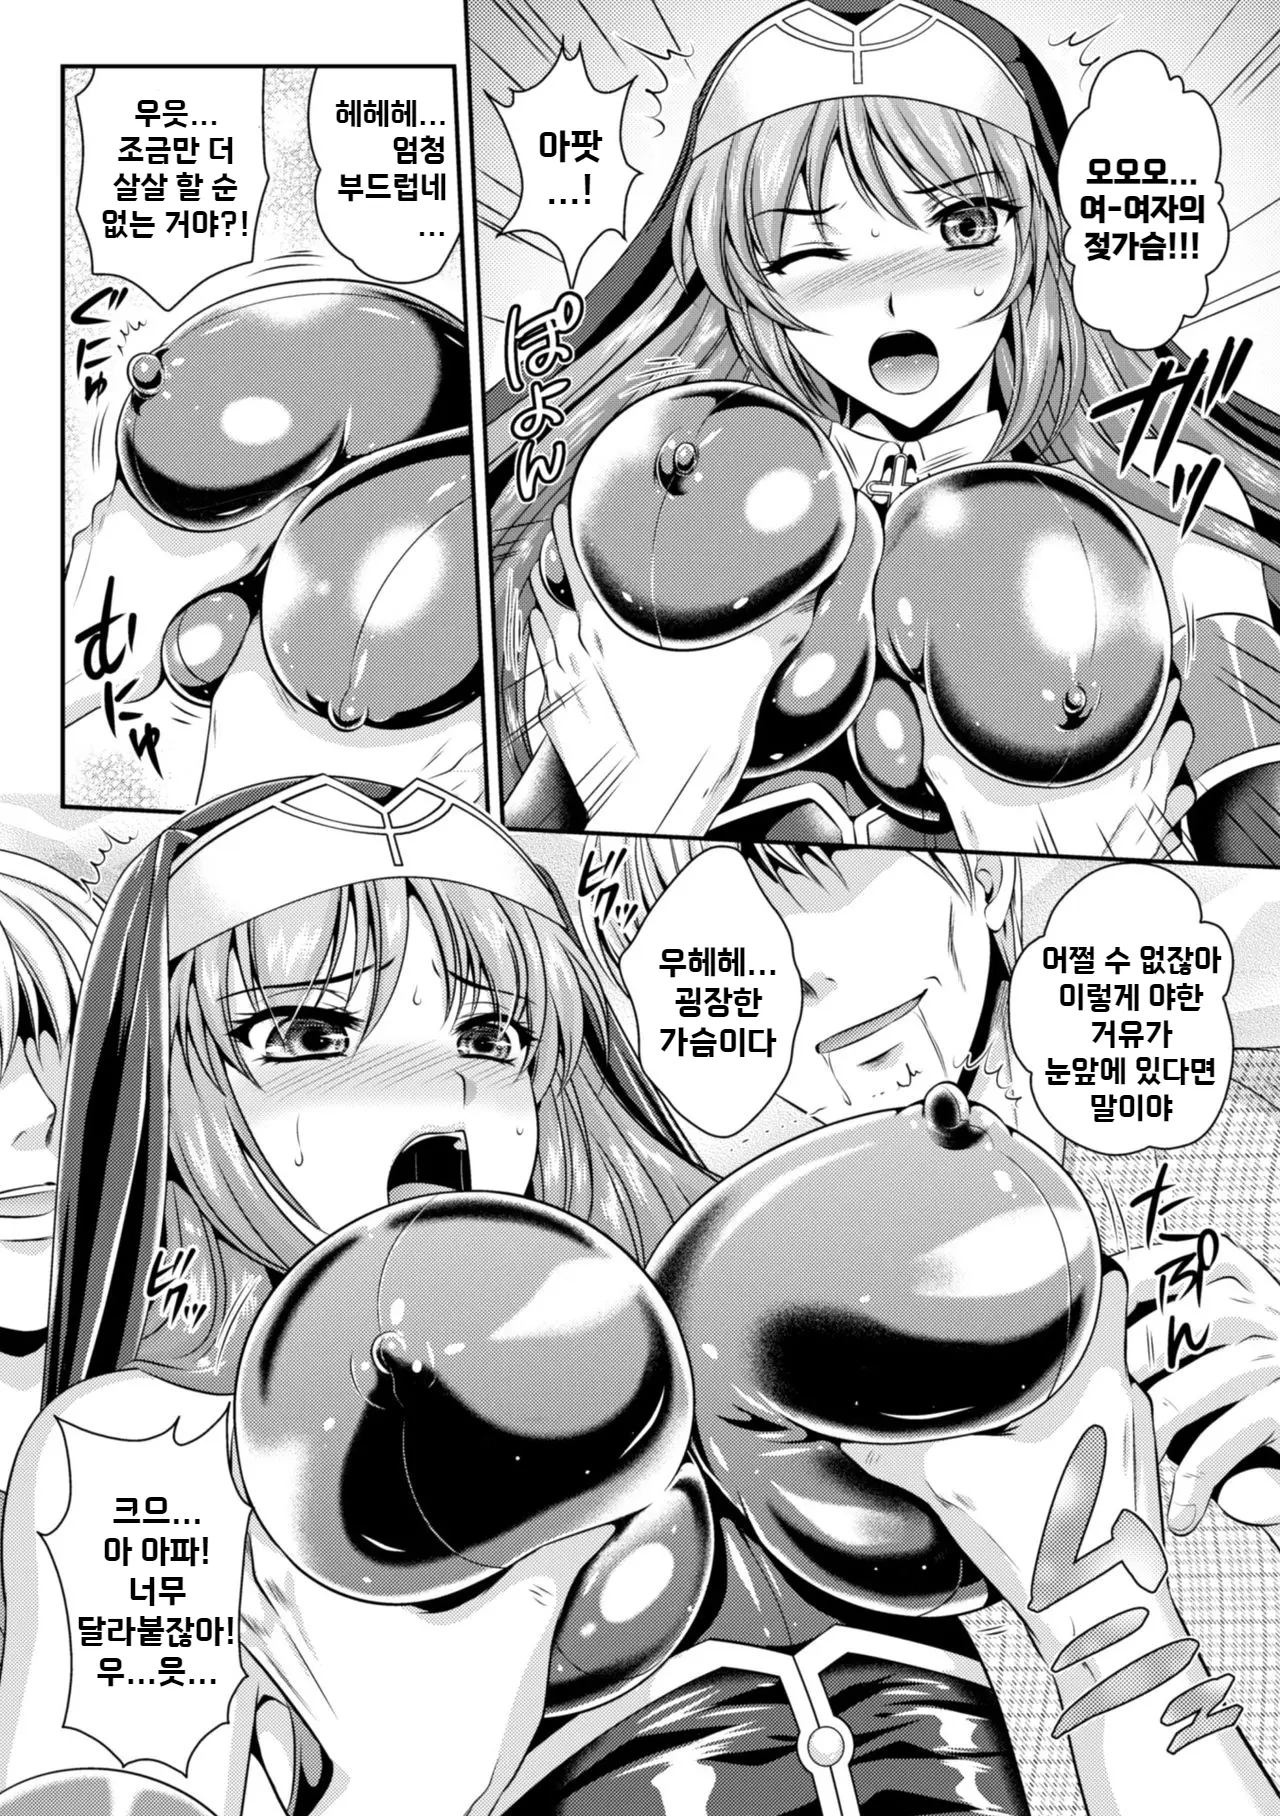 오오오...
여-여자의
젖가슴!!!
아팟
...!
ぽよん
ガバッ
헤헤헤...
엄청
부드럽네
...
우읏...
조금만 더
살살 할 순
없는 거야?!
ぐにゅ
むにゅ
어쩔 수 없잖아
이렇게 야한
거유가
눈앞에 있다면
말이야
우헤헤...
굉장한
가슴이다
ビクッ
ビクッ
たぷん
크으...
아 아파!
너무
달라붙잖아!
우...읏...